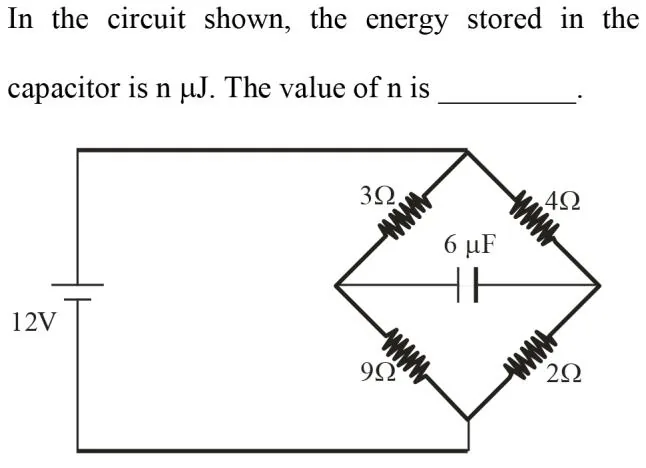 In the circuit shown, the energy stored in the
capacitor is n μJ. The value of n is __________.
3Ω
4Ω
6 μF
12V
9Ω
2Ω